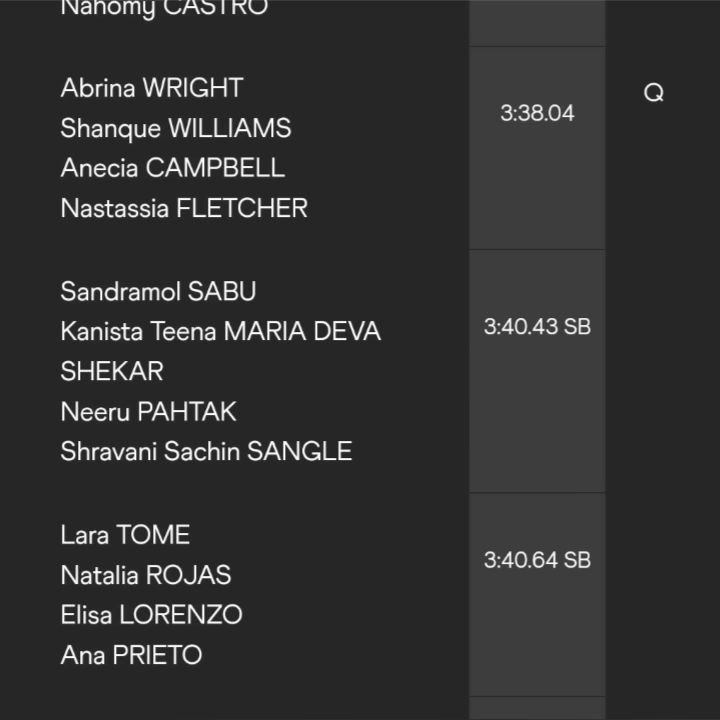 Nahomy CASTRO
Abrina WRIGHT
Shanque WILLIAMS
Anecia CAMPBELL
Nastassia FLETCHER
3:38.04
Q
Sandramol SABU
Kanista Teena MARIA DEVA
SHEKAR
Neeru PAHTAK
Shravani Sachin SANGLE
3:40.43 SB
Lara TOME
Natalia ROJAS
Elisa LORENZO
Ana PRIETO
3:40.64 SB